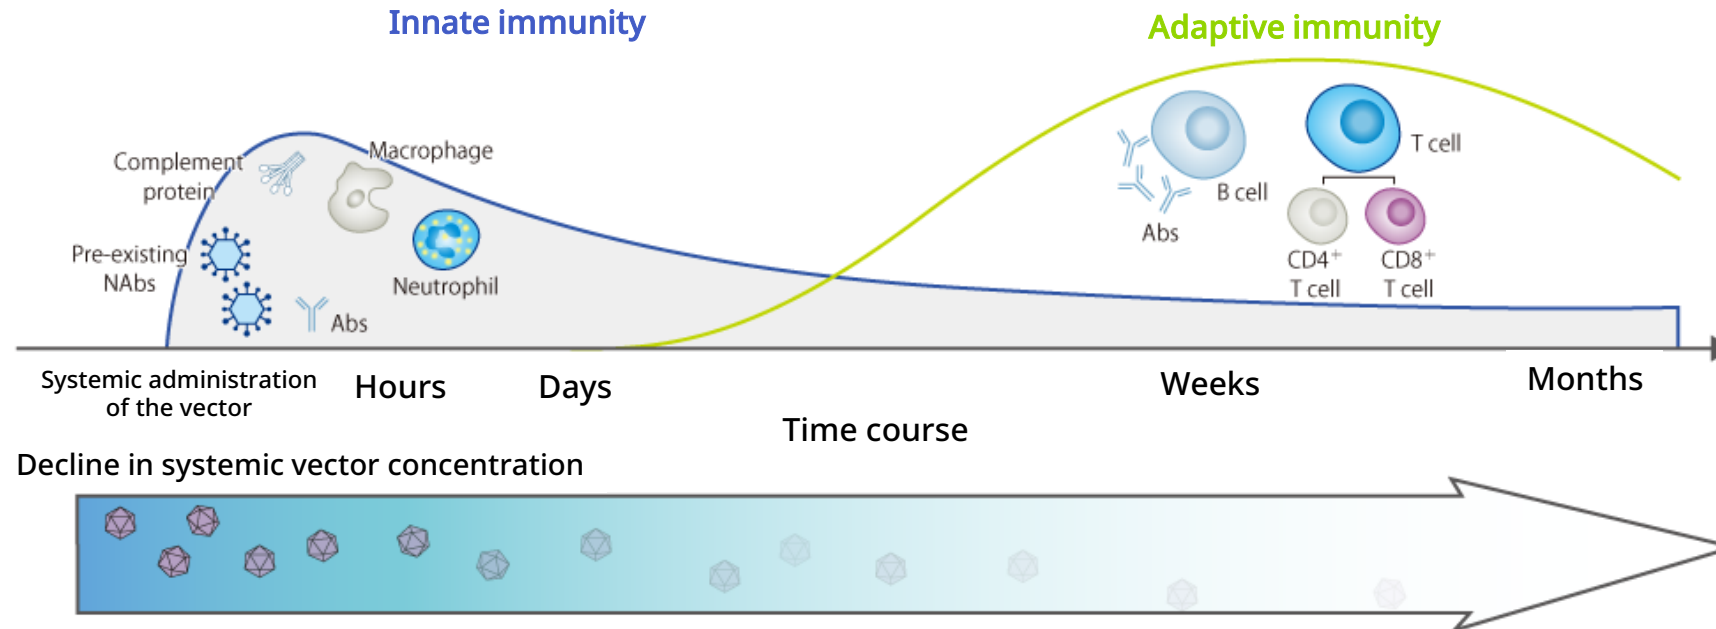 Innate immunity
Adaptive immunity
Complement
protein
Macrophage
Pre-existing
NAbs
Neutrophil
Abs
T cell
B cell
Abs
CD4+
T cell
CD8+
T cell
Systemic administration
of the vector
Hours
Days
Weeks
Months
Time course
Decline in systemic vector concentration